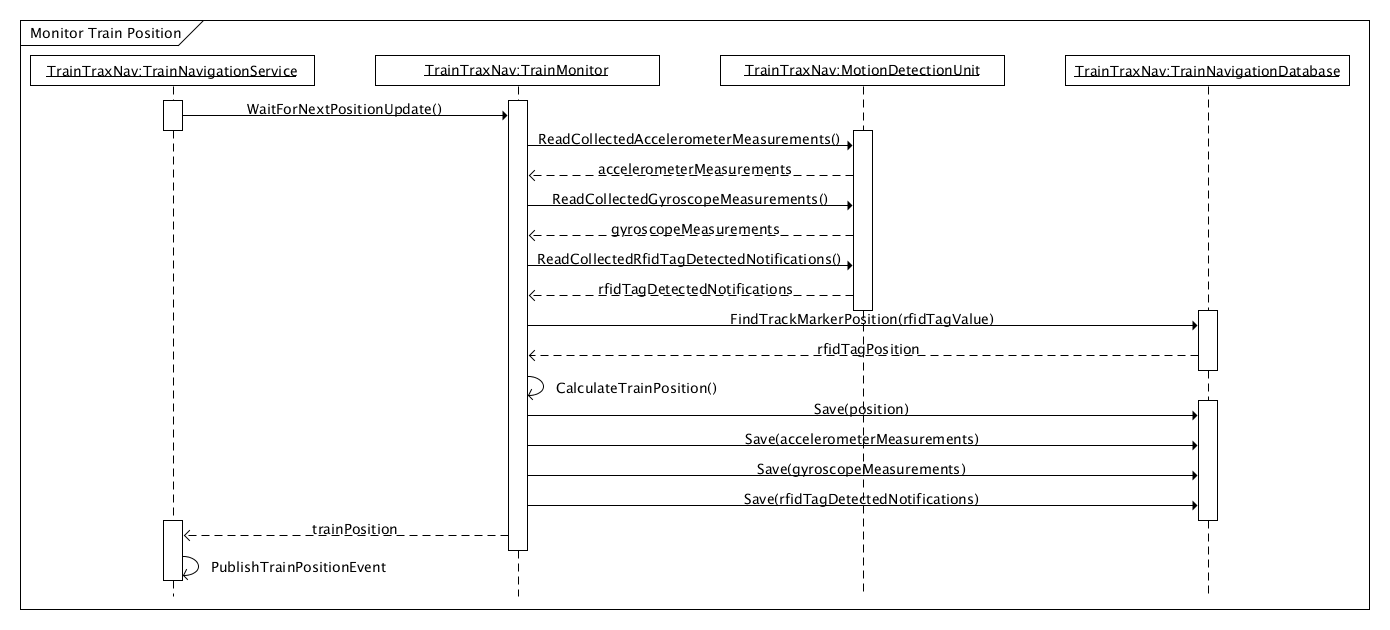 Monitor Train Position
TrainTraxNav:TrainNavigationService
TrainTraxNav:TrainMonitor
TrainTraxNav:MotionDetectionUnit
TrainTraxNav:TrainNavigationDatabase
WaitForNextPositionUpdate()
ReadCollectedAccelerometerMeasurements()
accelerometerMeasurements
ReadCollectedGyroscopeMeasurements()
gyroscopeMeasurements
ReadCollectedRfidTagDetectedNotifications()
rfidTagDetectedNotifications
FindTrackMarkerPosition(rfidTagValue)
rfidTagPosition
CalculateTrainPosition()
Save(position)
Save(accelerometerMeasurements)
Save(gyroscopeMeasurements)
Save(rfidTagDetectedNotifications)
trainPosition
PublishTrainPositionEvent